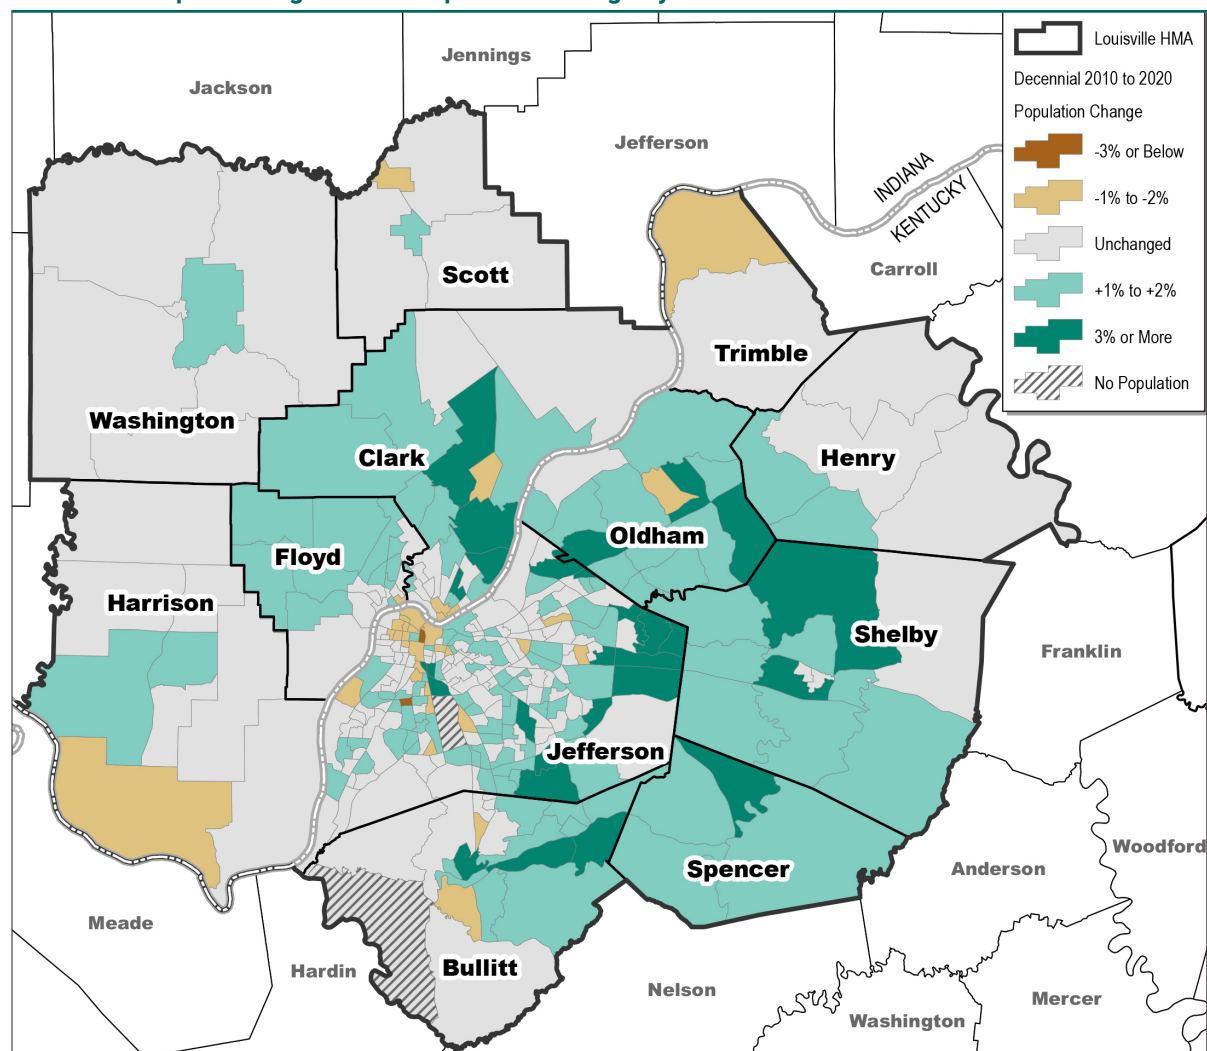 Louisville HMA
Decennial 2010 to 2020
Population Change
-3% or Below
-1% to -2%
Unchanged
+1% to +2%
3% or More
No Population
Jennings
Jackson
Jefferson
INDIANA
KENTUCKY
Carroll
Scott
Trimble
Washington
Clark
Henry
Oldham
Floyd
Harrison
Shelby
Franklin
Jefferson
Spencer
Woodford
Anderson
Meade
Hardin
Bullitt
Nelson
Mercer
Washington